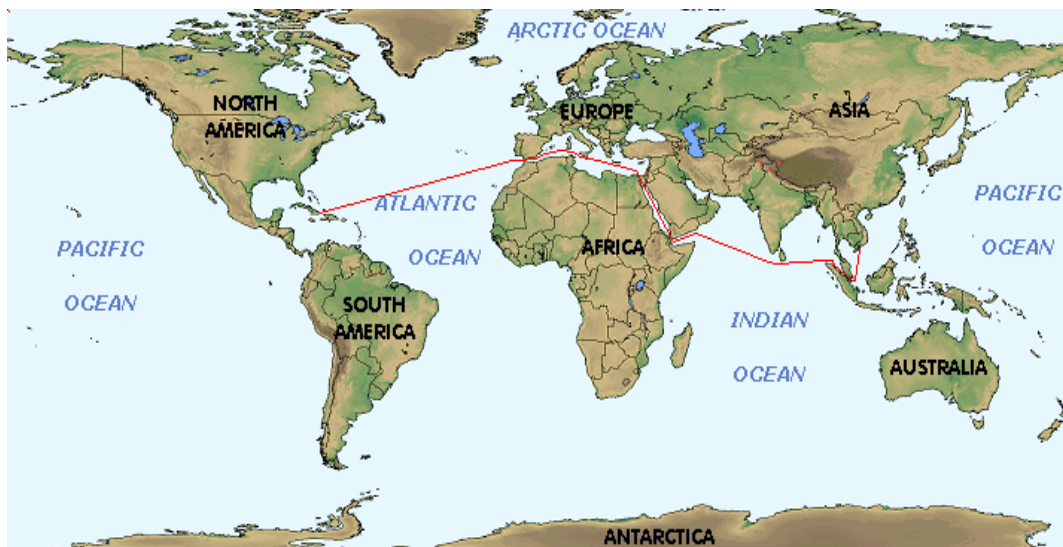 ARCTIC OCEAN
NORTH
AMERICA
EUROPE
ASIA
ATLANTIC
OCEAN
PACIFIC
OCEAN
PACIFIC
OCEAN
AFRICA
SOUTH
AMERICA
INDIAN
OCEAN
AUSTRALIA
ANTARCTICA